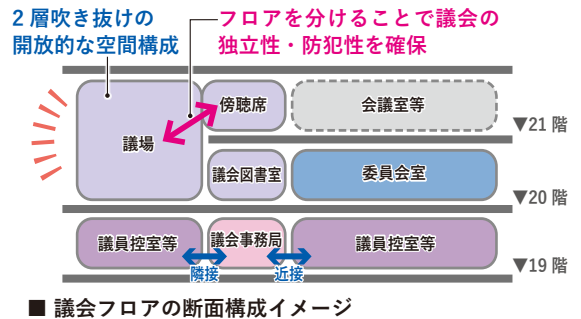 2層吹き抜けの
開放的な空間構成
フロアを分けることで議会の
独立性・防犯性を確保
議場
傍聴席
会議室等
▼21階
議会図書室
委員会室
▼20階
議員控室等
議会事務局
議員控室等
隣接
近接
▼19階
■ 議会フロアの断面構成イメージ